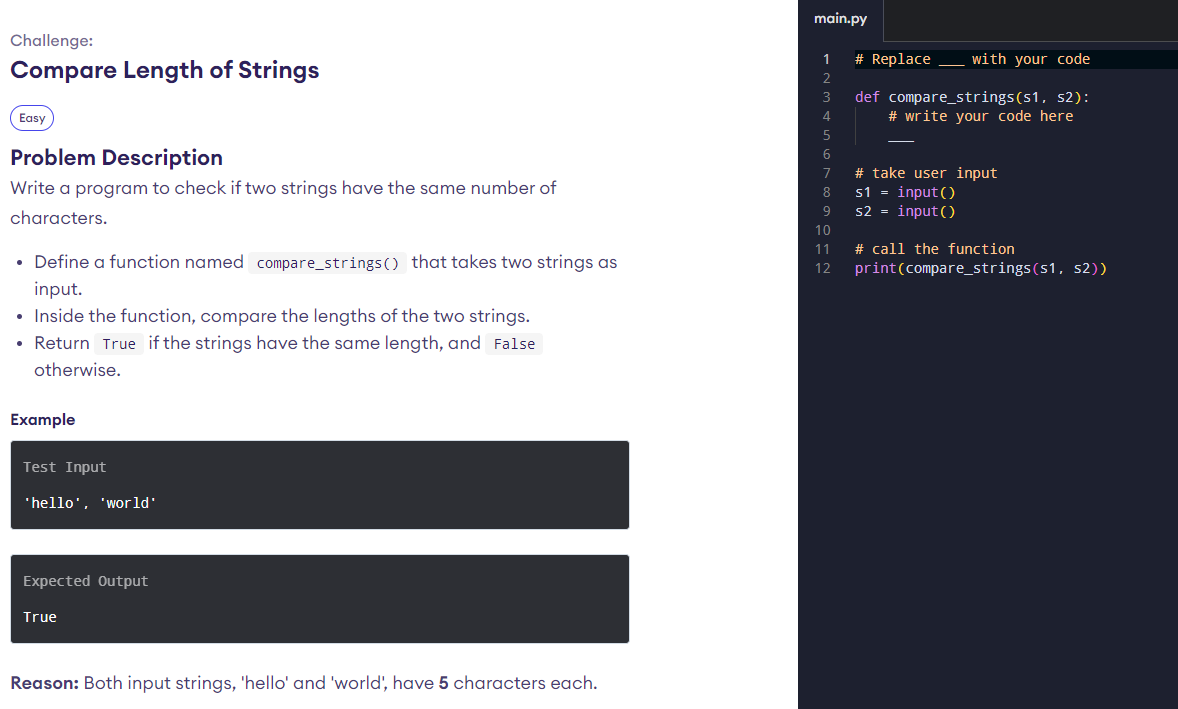 Challenge:
Compare Length of Strings
Easy
Problem Description
Write a program to check if two strings have the same number of
characters.
• Define a function named compare_strings() that takes two strings as
input.
• Inside the function, compare the lengths of the two strings.
• Return True if the strings have the same length, and False
otherwise.
Example
Test Input
'hello', 'world'
Expected Output
True
Reason: Both input strings, 'hello' and 'world', have 5 characters each.
main.py
1 # Replace ___ with your code
2
3 def compare_strings(s1, s2):
4     # write your code here
5     ___
6
7 # take user input
8 s1 = input()
9 s2 = input()
10
11 # call the function
12 print(compare_strings(s1, s2))